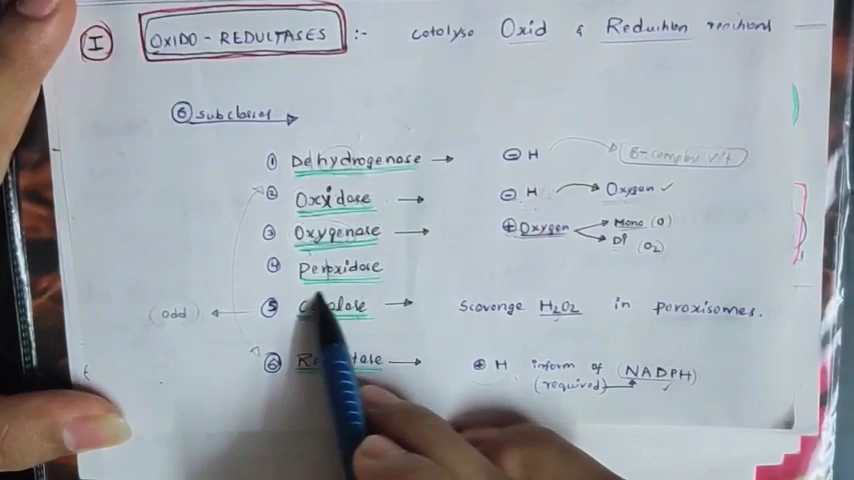 I OXIDO - REDULTASES :- catalyse Oxid & Reduction reactions
6 subclasses
1 Dehydrogenase → - H B-complex Vit
2 Oxidase → - H → Oxygen ✓
3 Oxygenase → + Oxygen Mono (O)
Di (O2)
4 peroxidase
(odd) ← 5 → Scavenge H2O2 in peroxisomes.
6 → + H inform of (NADPH)
(required) ✓